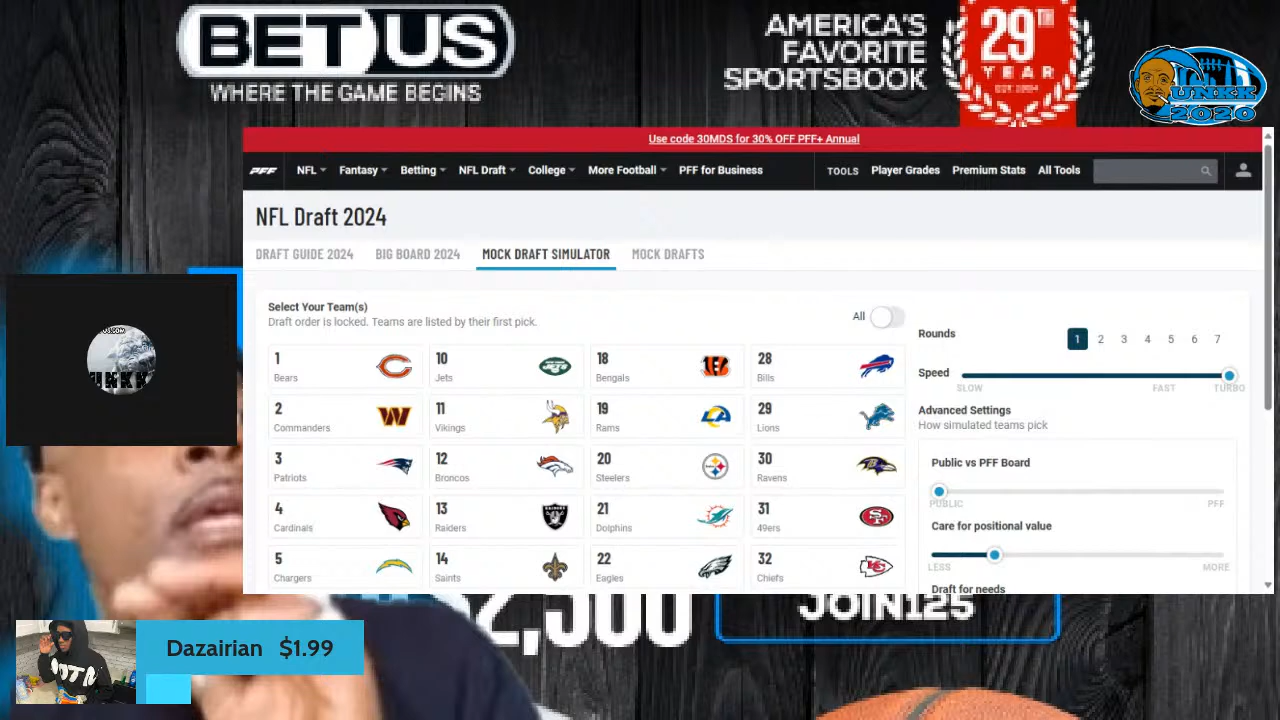 BETUS
WHERE THE GAME BEGINS
AMERICA'S
FAVORITE
SPORTSBOOK
29TH
YEAR
UNKK
2020
Use code 30MDS for 30% OFF PFF+ Annual
PFF
NFL
Fantasy
Betting
NFL Draft
College
More Football
PFF for Business
TOOLS
Player Grades
Premium Stats
All Tools
NFL Draft 2024
DRAFT GUIDE 2024
BIG BOARD 2024
MOCK DRAFT SIMULATOR
MOCK DRAFTS
Select Your Team(s)
Draft order is locked. Teams are listed by their first pick.
All
1
Bears
10
Jets
18
Bengals
28
Bills
2
Commanders
11
Vikings
19
Rams
29
Lions
3
Patriots
12
Broncos
20
Steelers
30
Ravens
4
Cardinals
13
Raiders
21
Dolphins
31
49ers
5
Chargers
14
Saints
22
Eagles
32
Chiefs
Rounds
1 2 3 4 5 6 7
Speed
SLOW
FAST
TURBO
Advanced Settings
How simulated teams pick
Public vs PFF Board
PUBLIC
PFF
Care for positional value
LESS
MORE
Draft for needs
2,500
JOIN125
Dazairian $1.99